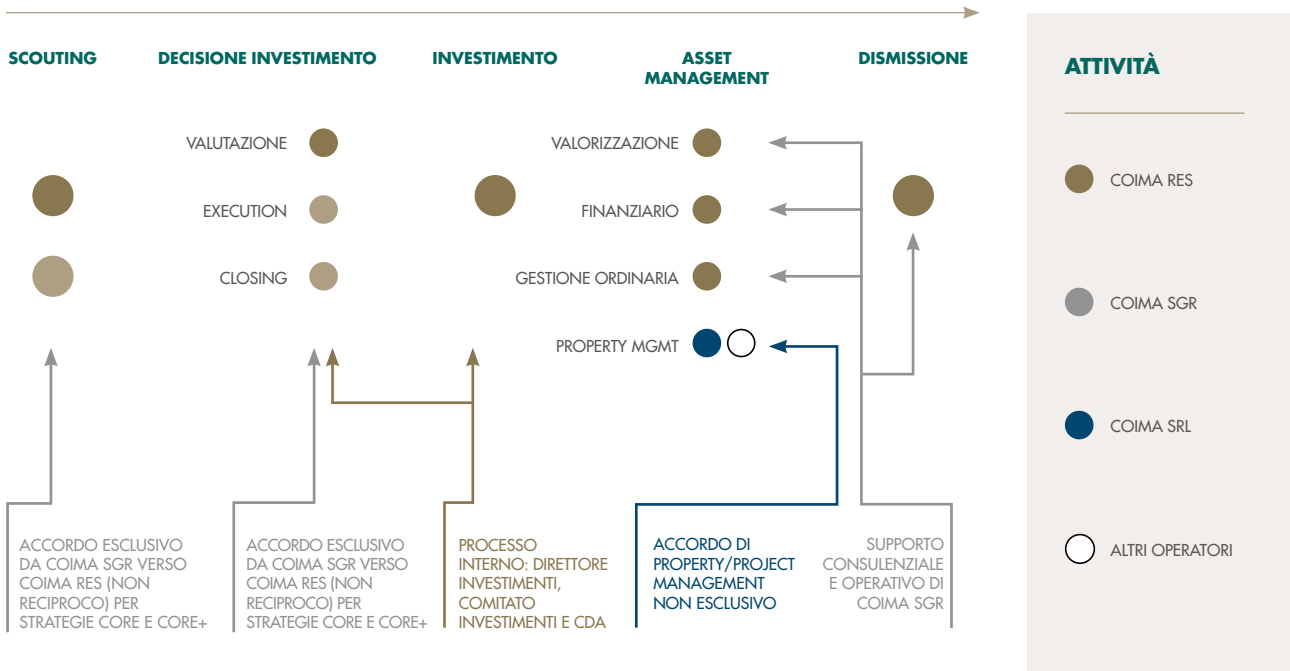 SCOUTING
DECISIONE INVESTIMENTO
INVESTIMENTO
ASSET
MANAGEMENT
DISMISSIONE
VALUTAZIONE
EXECUTION
CLOSING
VALORIZZAZIONE
FINANZIARIO
GESTIONE ORDINARIA
PROPERTY MGMT
ACCORDO ESCLUSIVO
DA COIMA SGR VERSO
COIMA RES (NON
RECIPROCO) PER
STRATEGIE CORE E CORE+
ACCORDO ESCLUSIVO
DA COIMA SGR VERSO
COIMA RES (NON
RECIPROCO) PER
STRATEGIE CORE E CORE+
PROCESSO
INTERNO: DIRETTORE
INVESTIMENTI,
COMITATO
INVESTIMENTI E CDA
ACCORDO DI
PROPERTY/PROJECT
MANAGEMENT
NON ESCLUSIVO
SUPPORTO
CONSULENZIALE
E OPERATIVO DI
COIMA SGR
ATTIVITÀ
COIMA RES
COIMA SGR
COIMA SRL
ALTRI OPERATORI